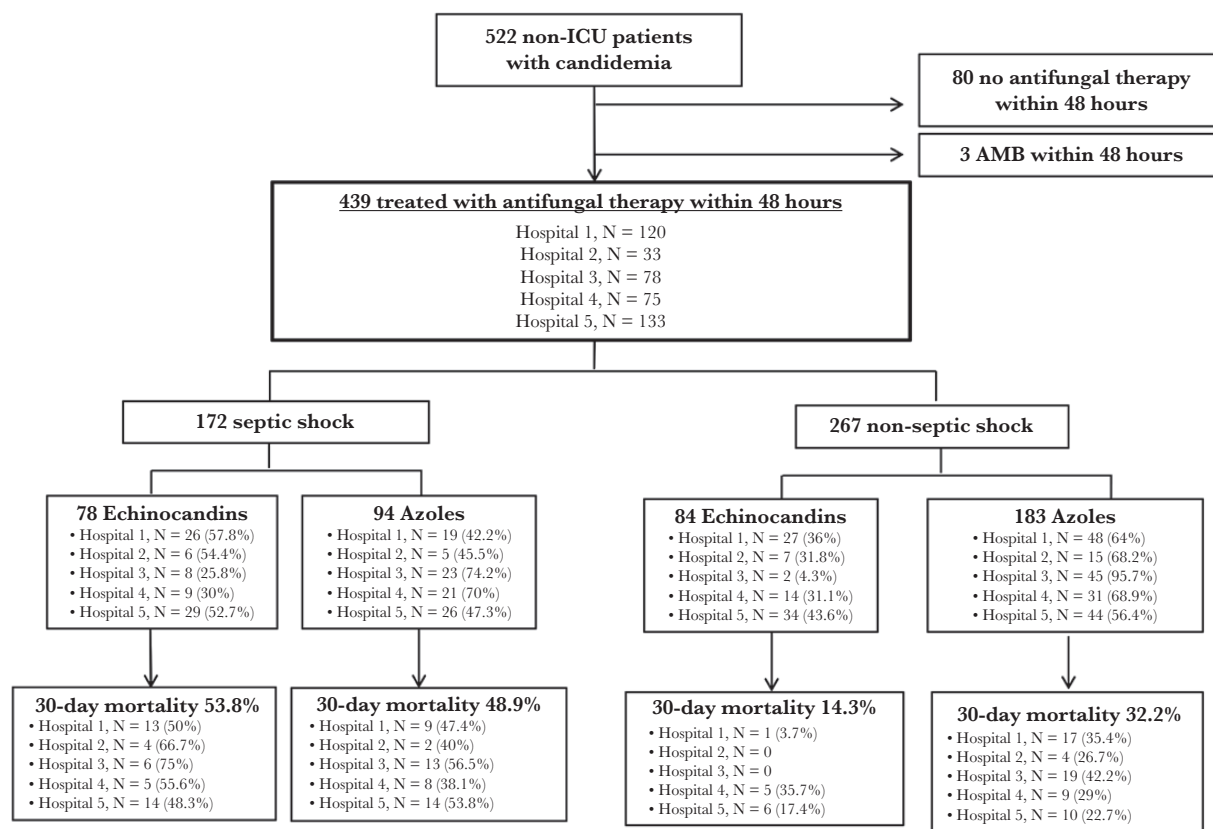 522 non-ICU patients
with candidemia
80 no antifungal therapy
within 48 hours
3 AMB within 48 hours
439 treated with antifungal therapy within 48 hours
Hospital 1, N = 120
Hospital 2, N = 33
Hospital 3, N = 78
Hospital 4, N = 75
Hospital 5, N = 133
172 septic shock
267 non-septic shock
78 Echinocandins
• Hospital 1, N = 26 (57.8%)
• Hospital 2, N = 6 (54.4%)
• Hospital 3, N = 8 (25.8%)
• Hospital 4, N = 9 (30%)
• Hospital 5, N = 29 (52.7%)
94 Azoles
• Hospital 1, N = 19 (42.2%)
• Hospital 2, N = 5 (45.5%)
• Hospital 3, N = 23 (74.2%)
• Hospital 4, N = 21 (70%)
• Hospital 5, N = 26 (47.3%)
84 Echinocandins
• Hospital 1, N = 27 (36%)
• Hospital 2, N = 7 (31.8%)
• Hospital 3, N = 2 (4.3%)
• Hospital 4, N = 14 (31.1%)
• Hospital 5, N = 34 (43.6%)
183 Azoles
• Hospital 1, N = 48 (64%)
• Hospital 2, N = 15 (68.2%)
• Hospital 3, N = 45 (95.7%)
• Hospital 4, N = 31 (68.9%)
• Hospital 5, N = 44 (56.4%)
30-day mortality 53.8%
• Hospital 1, N = 13 (50%)
• Hospital 2, N = 4 (66.7%)
• Hospital 3, N = 6 (75%)
• Hospital 4, N = 5 (55.6%)
• Hospital 5, N = 14 (48.3%)
30-day mortality 48.9%
• Hospital 1, N = 9 (47.4%)
• Hospital 2, N = 2 (40%)
• Hospital 3, N = 13 (56.5%)
• Hospital 4, N = 8 (38.1%)
• Hospital 5, N = 14 (53.8%)
30-day mortality 14.3%
• Hospital 1, N = 1 (3.7%)
• Hospital 2, N = 0
• Hospital 3, N = 0
• Hospital 4, N = 5 (35.7%)
• Hospital 5, N = 6 (17.4%)
30-day mortality 32.2%
• Hospital 1, N = 17 (35.4%)
• Hospital 2, N = 4 (26.7%)
• Hospital 3, N = 19 (42.2%)
• Hospital 4, N = 9 (29%)
• Hospital 5, N = 10 (22.7%)